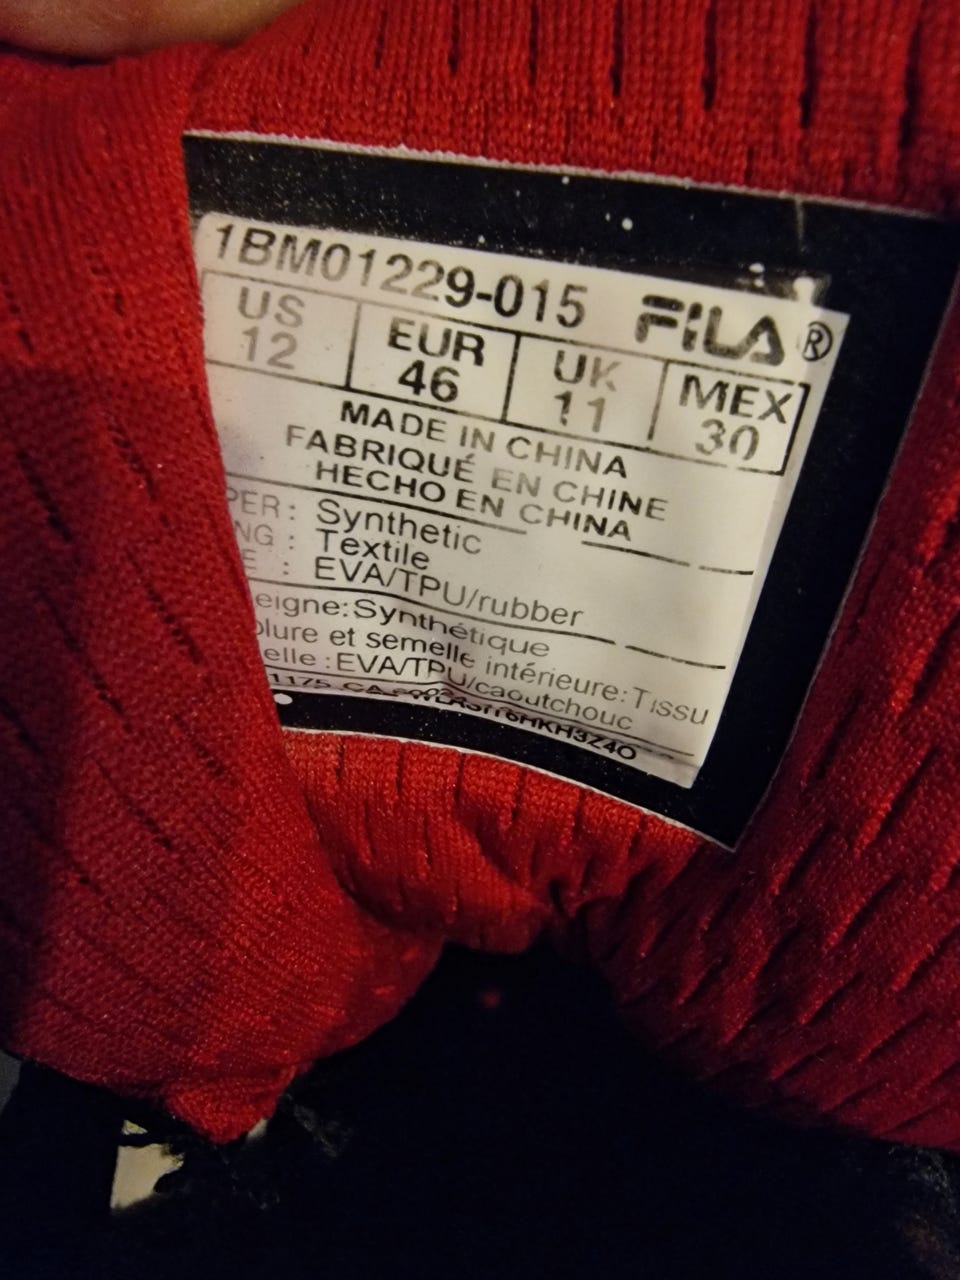 1BM01229-015 FILA®
US EUR UK MEX
12 46 11 30
MADE IN CHINA
FABRIQUÉ EN CHINE
HECHO EN CHINA
PER: Synthetic
NG : Textile
E : EVA/TPU/rubber
eigne:Synthétique
olure et semelle intérieure:Tissu
elle :EVA/TPU/caoutchouc
1175 CA